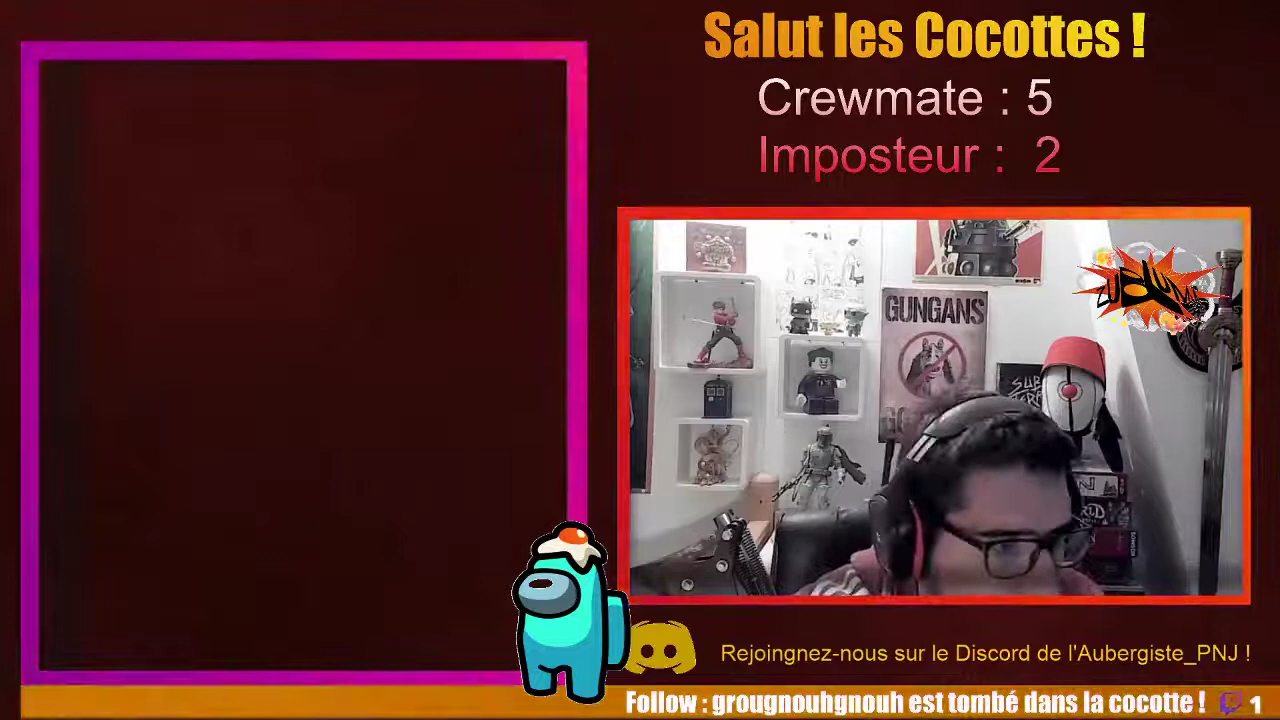 Salut les Cocottes !
Crewmate : 5
Imposteur : 2
GUNGANS
SUB
Rejoingnez-nous sur le Discord de l'Aubergiste_PNJ !
Follow : grougnouhgnouh est tombé dans la cocotte !
1